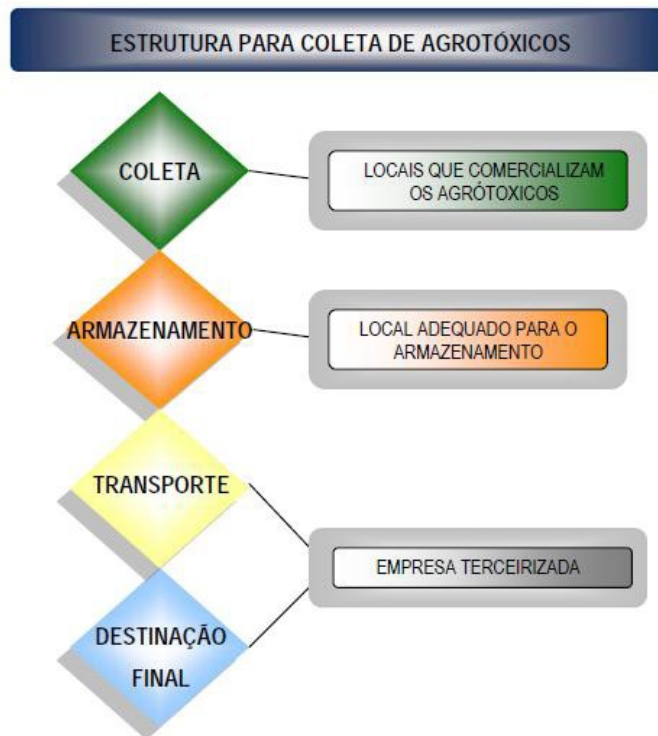 ESTRUTURA PARA COLETA DE AGROTÓXICOS
COLETA
LOCAIS QUE COMERCIALIZAM
OS AGRÓTOXICOS
ARMAZENAMENTO
LOCAL ADEQUADO PARA O
ARMAZENAMENTO
TRANSPORTE
EMPRESA TERCEIRIZADA
DESTINAÇÃO
FINAL